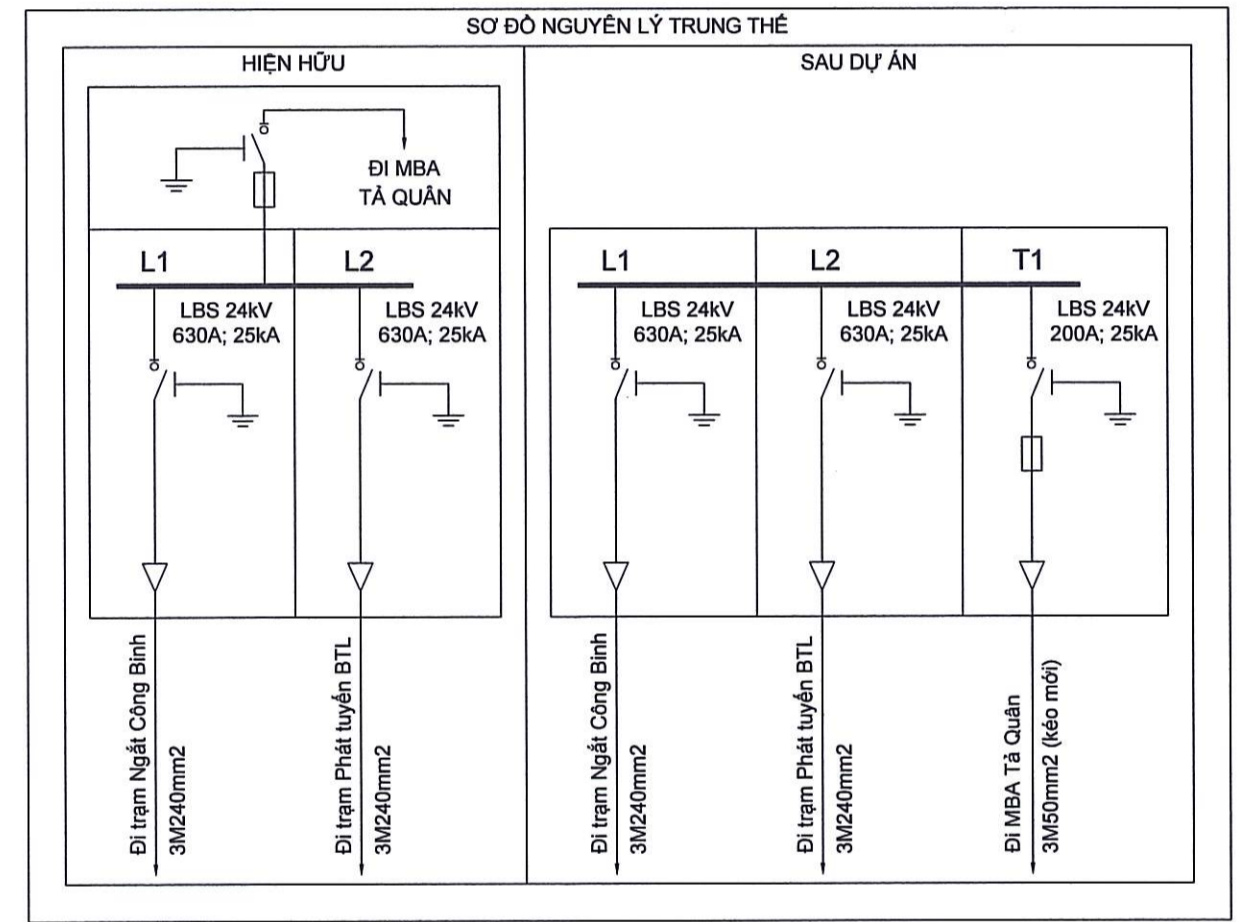 SƠ ĐỒ NGUYÊN LÝ TRUNG THẾ
HIỆN HỮU
ĐI MBA
TẢ QUÂN
L1
L2
LBS 24kV
630A; 25kA
LBS 24kV
630A; 25kA
Đi trạm Ngắt Công Binh
3M240mm2
Đi trạm Phát tuyến BTL
3M240mm2
SAU DỰ ÁN
L1
L2
T1
LBS 24kV
630A; 25kA
LBS 24kV
630A; 25kA
LBS 24kV
200A; 25kA
Đi trạm Ngắt Công Binh
3M240mm2
Đi trạm Phát tuyến BTL
3M240mm2
Đi MBA Tả Quân
3M50mm2 (kéo mới)